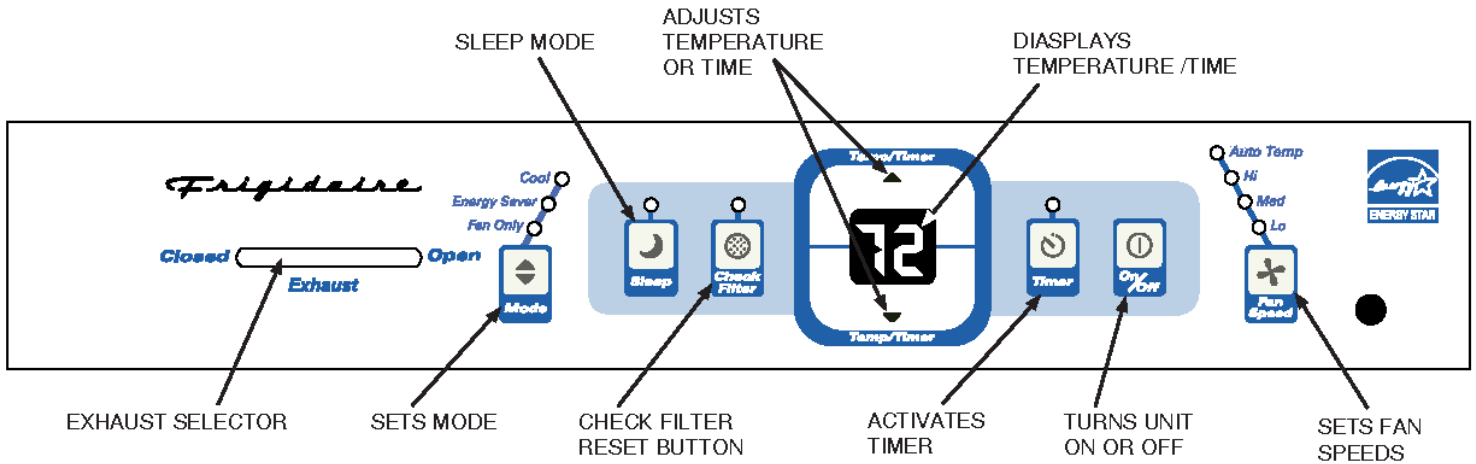 SLEEP MODE
ADJUSTS
TEMPERATURE
OR TIME
DIASPLAYS
TEMPERATURE /TIME
Frigidaire
Closed
Open
Exhaust
Cool
Energy Saver
Fan Only
Mode
Sleep
Check
Filter
Temp/Timer
72
Temp/Timer
Timer
On/Off
Auto Temp
Hi
Med
Lo
Fan
Speed
energy
ENERGY STAR
EXHAUST SELECTOR
SETS MODE
CHECK FILTER
RESET BUTTON
ACTIVATES
TIMER
TURNS UNIT
ON OR OFF
SETS FAN
SPEEDS